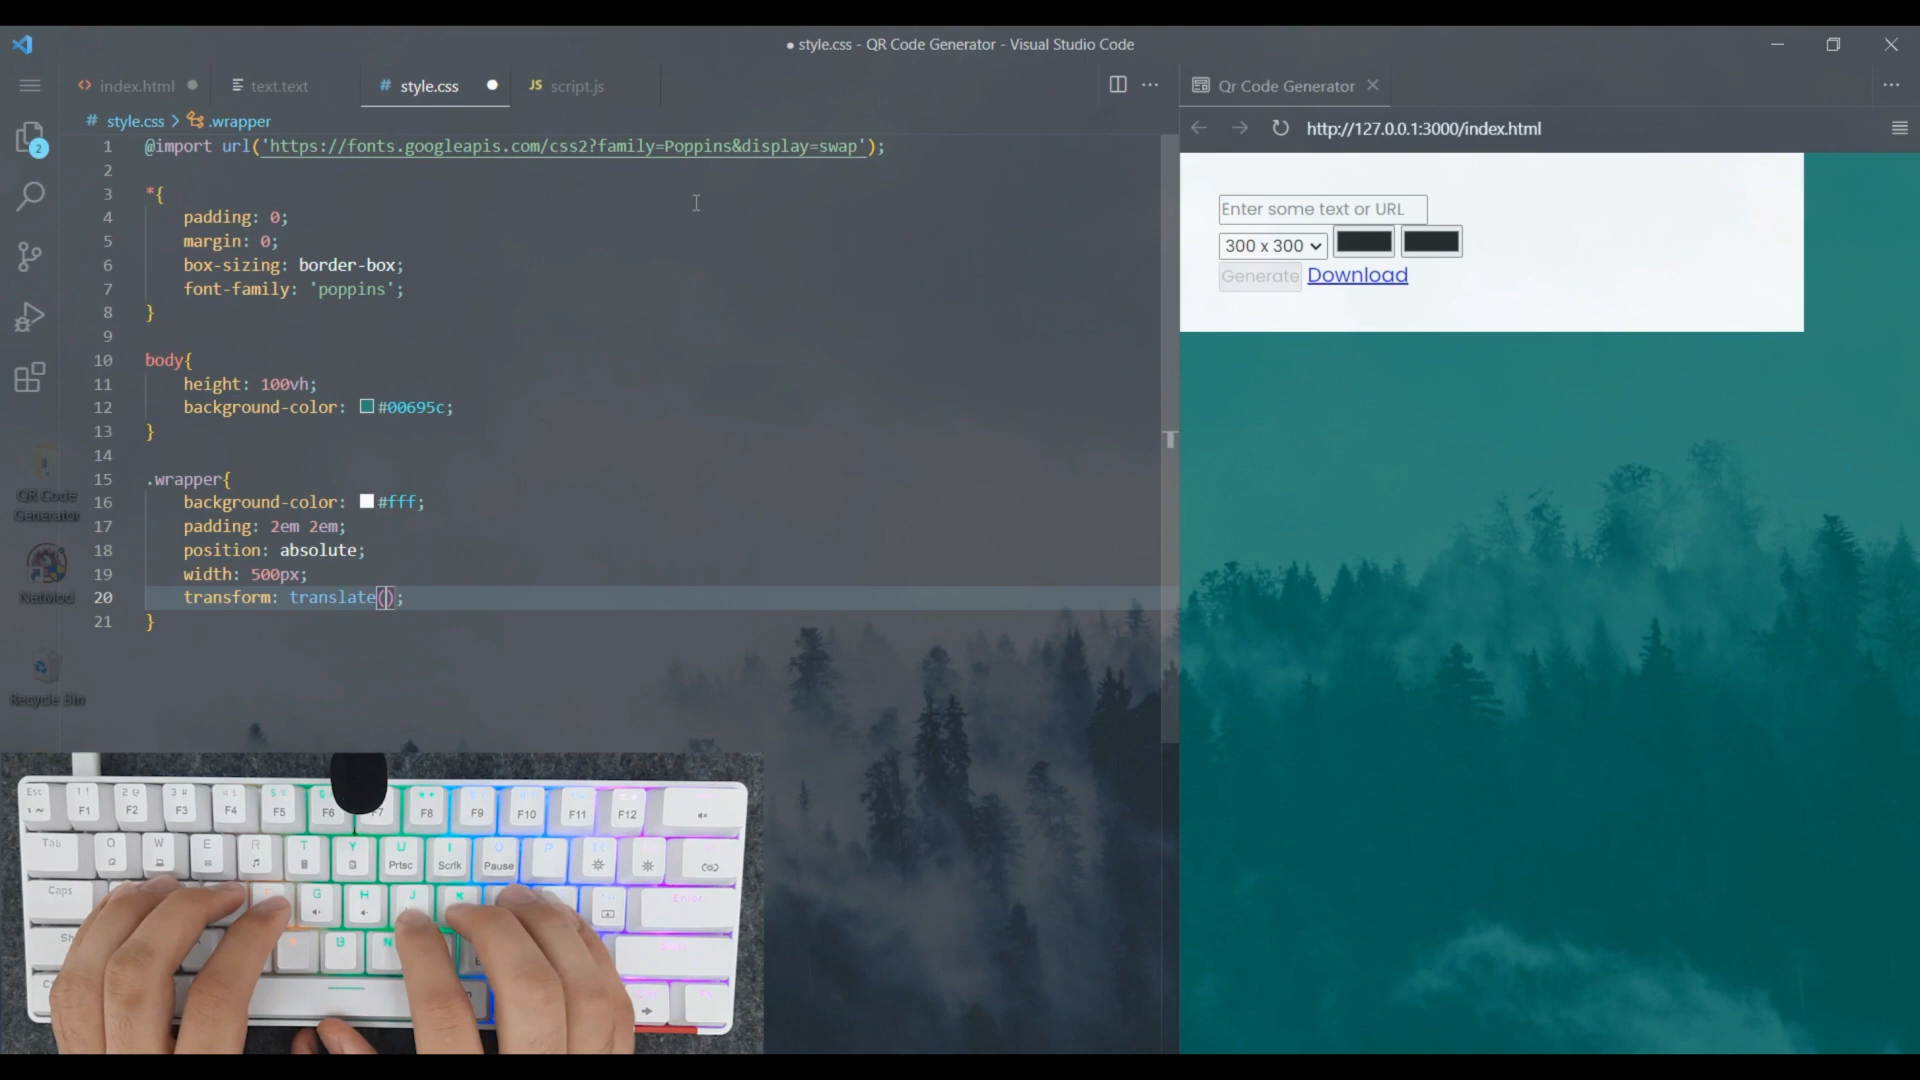 ● style.css - QR Code Generator - Visual Studio Code
<> index.html ●
text.text
# style.css ●
JS script.js
Qr Code Generator
# style.css > .wrapper
http://127.0.0.1:3000/index.html
2
1 @import url('https://fonts.googleapis.com/css2?family=Poppins&display=swap');
2
3 *{
4 padding: 0;
5 margin: 0;
6 box-sizing: border-box;
7 font-family: 'poppins';
8 }
9
10 body{
11 height: 100vh;
12 background-color: #00695c;
13 }
14
15 .wrapper{
16 background-color: #fff;
17 padding: 2em 2em;
18 position: absolute;
19 width: 500px;
20 transform: translate();
21 }
Enter some text or URL
300 x 300
Generate Download
QR Code
Generator
NetMod
Recycle Bin
T
Esc
F1 F2 F3 F4 F5 F6 F7 F8 F9 F10 F11 F12
Tab Q W E R T Y U I O P
Prtsc Scrlk Pause
Caps G H J K Enter
B N